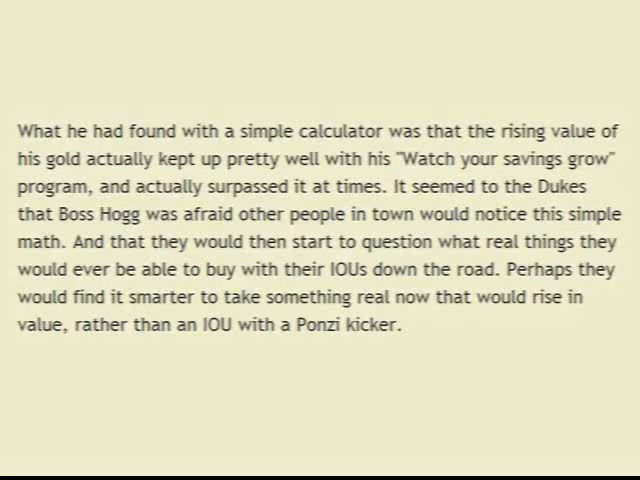 What he had found with a simple calculator was that the rising value of
his gold actually kept up pretty well with his "Watch your savings grow"
program, and actually surpassed it at times. It seemed to the Dukes
that Boss Hogg was afraid other people in town would notice this simple
math. And that they would then start to question what real things they
would ever be able to buy with their IOUs down the road. Perhaps they
would find it smarter to take something real now that would rise in
value, rather than an IOU with a Ponzi kicker.